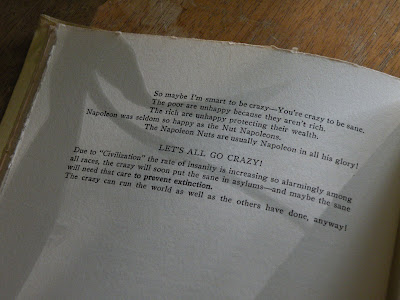 So maybe I'm smart to be crazy—You're crazy to be sane.
The poor are unhappy because they aren't rich.
The rich are unhappy protecting their wealth.
Napoleon was seldom so happy as the Nut Napoleons.
The Napoleon Nuts are usually Napoleon in all his glory!
LET'S ALL GO CRAZY!
Due to "Civilization" the rate of insanity is increasing so alarmingly among
all races, the crazy will soon put the sane in asylums—and maybe the sane
will need that care to prevent extinction.
The crazy can run the world as well as the others have done, anyway!